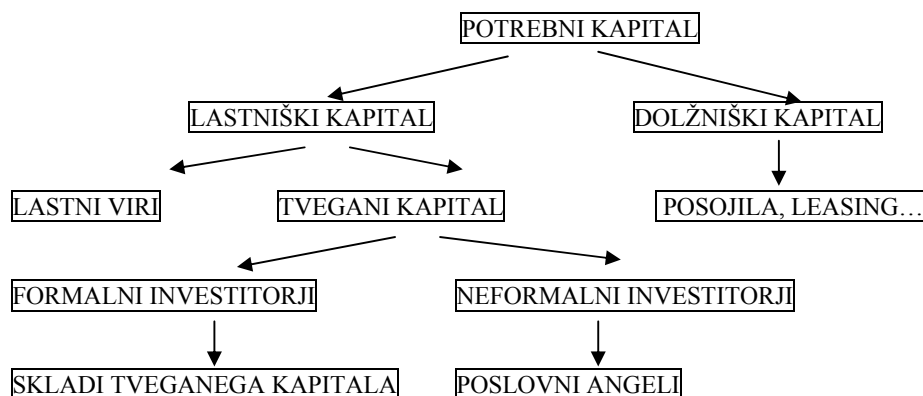 POTREBNI KAPITAL
LASTNIŠKI KAPITAL
DOLŽNIŠKI KAPITAL
LASTNI VIRI
TVEGANI KAPITAL
POSOJILA, LEASING…
FORMALNI INVESTITORJI
NEFORMALNI INVESTITORJI
SKLADI TVEGANEGA KAPITALA
POSLOVNI ANGELI